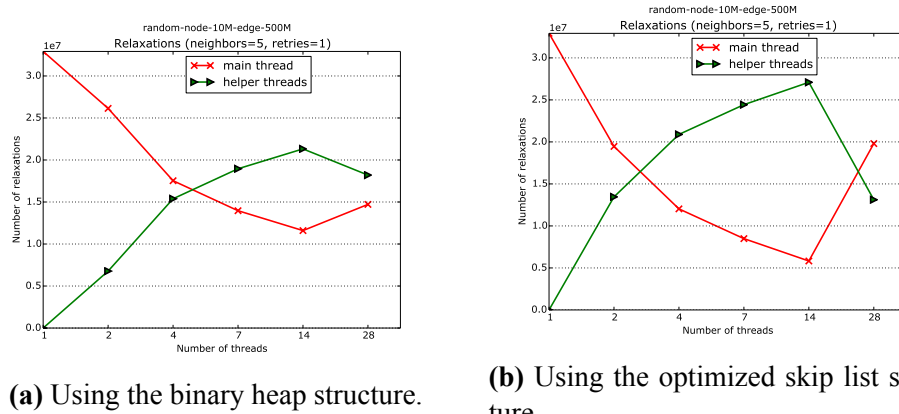 random-node-10M-edge-500M
Relaxations (neighbors=5, retries=1)
1e7
main thread
helper threads
Number of relaxations
3.0
2.5
2.0
1.5
1.0
0.5
0.0
1 2 4 7 14 28
Number of threads
(a) Using the binary heap structure.
random-node-10M-edge-500M
Relaxations (neighbors=5, retries=1)
1e7
main thread
helper threads
Number of relaxations
3.0
2.5
2.0
1.5
1.0
0.5
0.0
1 2 4 7 14 28
Number of threads
(b) Using the optimized skip list s